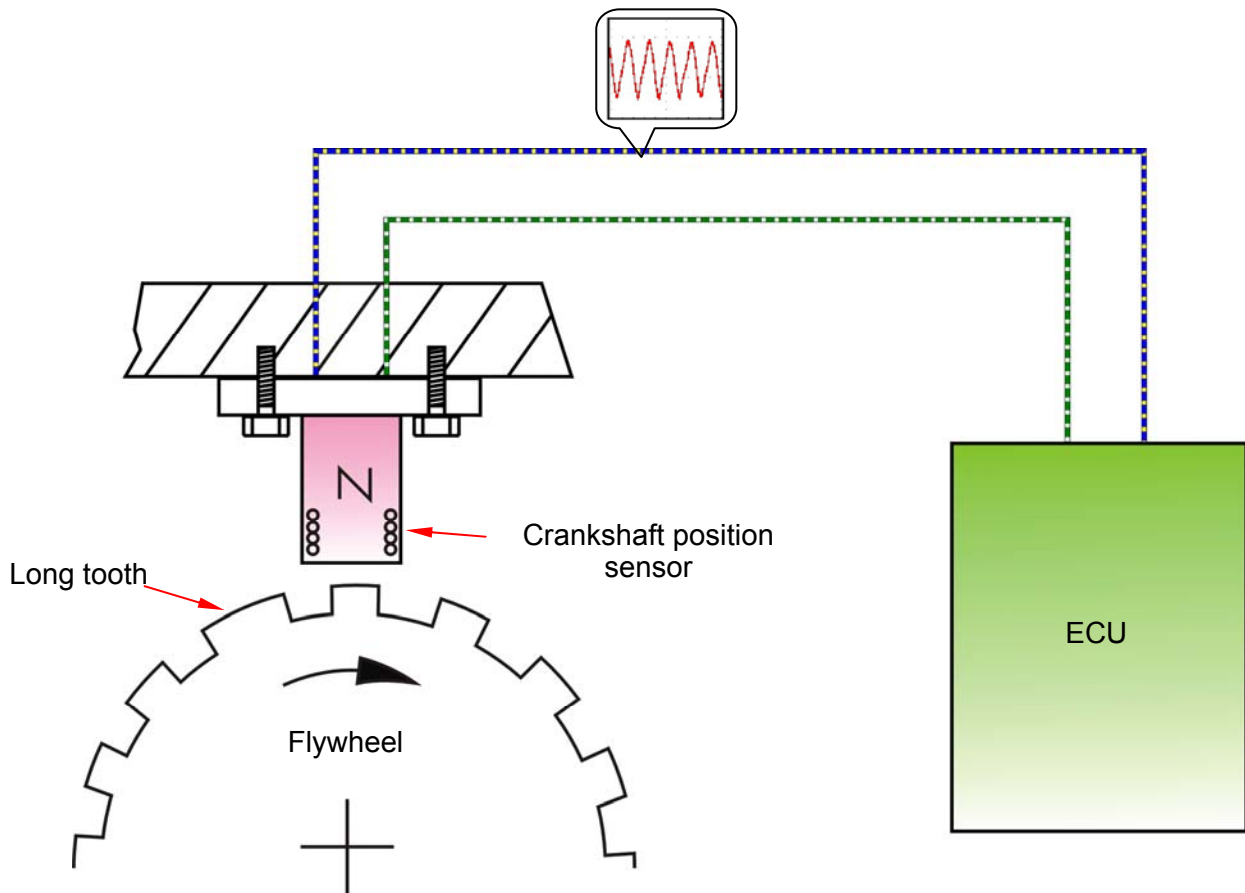 N
Crankshaft position
sensor
Long tooth
ECU
Flywheel